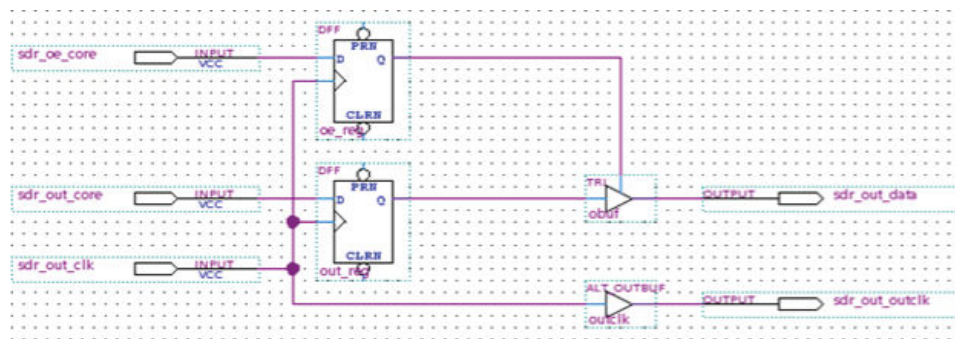 DFF
sdr_oe_core
INPUT
VCC
PRN
D
Q
CLRN
oe_reg
DFF
sdr_out_core
INPUT
VCC
PRN
D
Q
CLRN
out_reg
TRI
obuf
OUTPUT
sdr_out_data
sdr_out_clk
INPUT
VCC
ALT_OUTBUF
outclk
OUTPUT
sdr_out_outclk